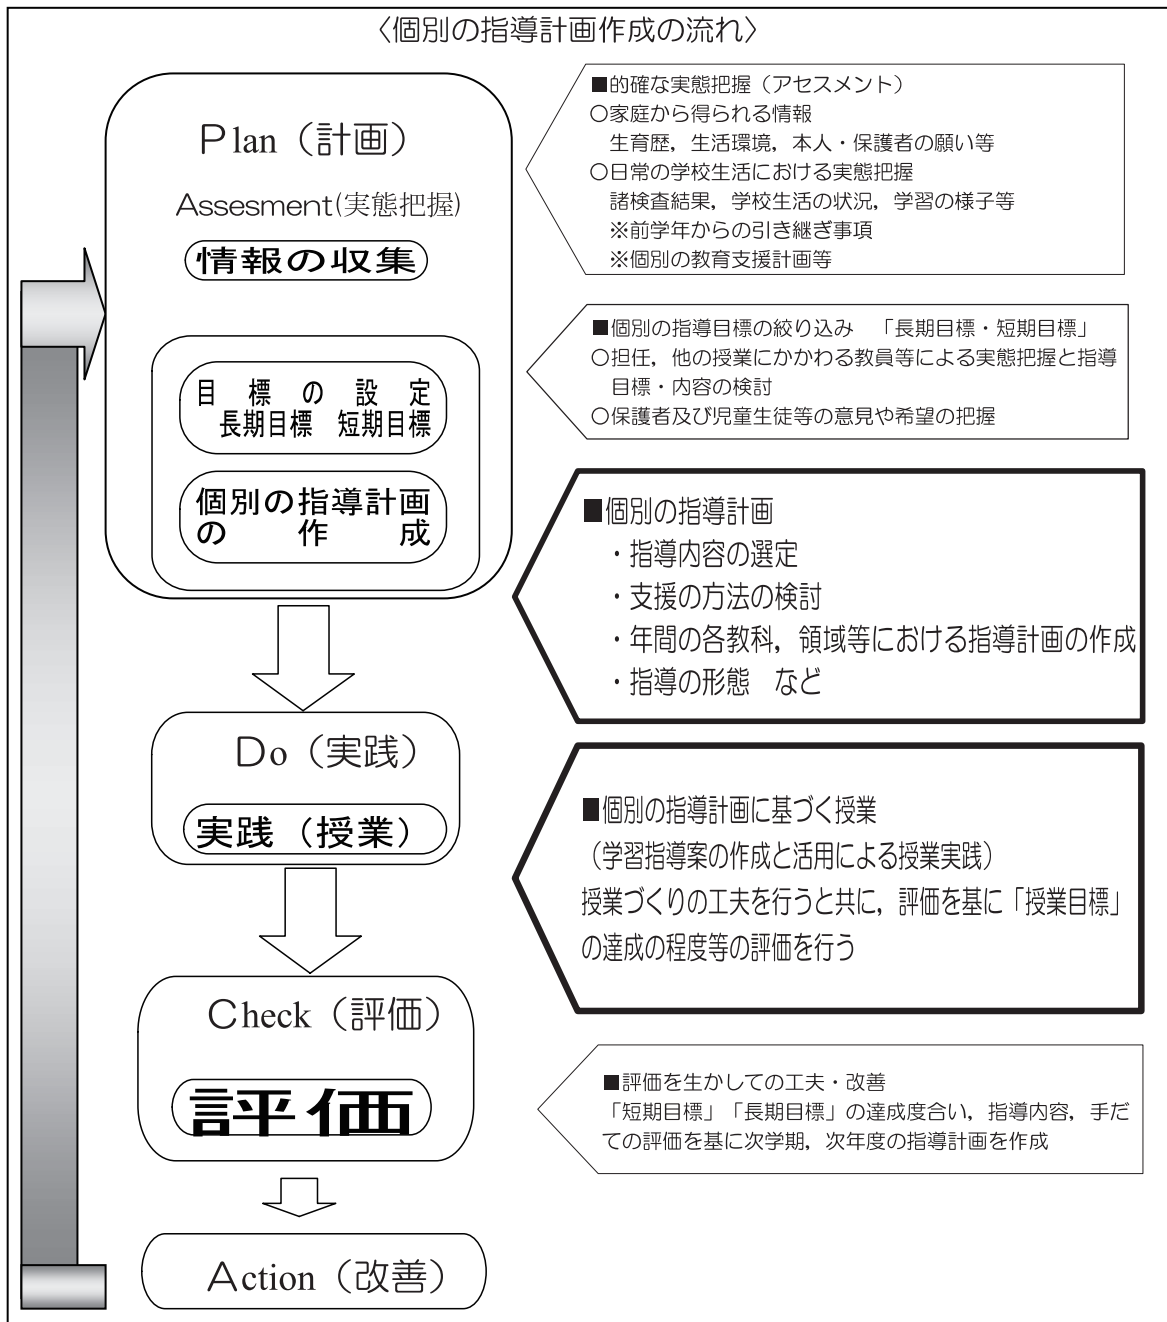 〈個別の指導計画作成の流れ〉
Plan（計画）
Assesment(実態把握)
情報の収集
■的確な実態把握（アセスメント）
○家庭から得られる情報
生育歴，生活環境，本人・保護者の願い等
○日常の学校生活における実態把握
諸検査結果，学校生活の状況，学習の様子等
※前学年からの引き継ぎ事項
※個別の教育支援計画等
目標の設定
長期目標　短期目標
■個別の指導目標の絞り込み　「長期目標・短期目標」
○担任，他の授業にかかわる教員等による実態把握と指導
目標・内容の検討
○保護者及び児童生徒等の意見や希望の把握
個別の指導計画
の作成
■個別の指導計画
・指導内容の選定
・支援の方法の検討
・年間の各教科，領域等における指導計画の作成
・指導の形態　など
Do（実践）
実践（授業）
■個別の指導計画に基づく授業
（学習指導案の作成と活用による授業実践）
授業づくりの工夫を行うと共に，評価を基に「授業目標」
の達成の程度等の評価を行う
Check（評価）
評価
■評価を生かしての工夫・改善
「短期目標」「長期目標」の達成度合い，指導内容，手だ
ての評価を基に次学期，次年度の指導計画を作成
Action（改善）